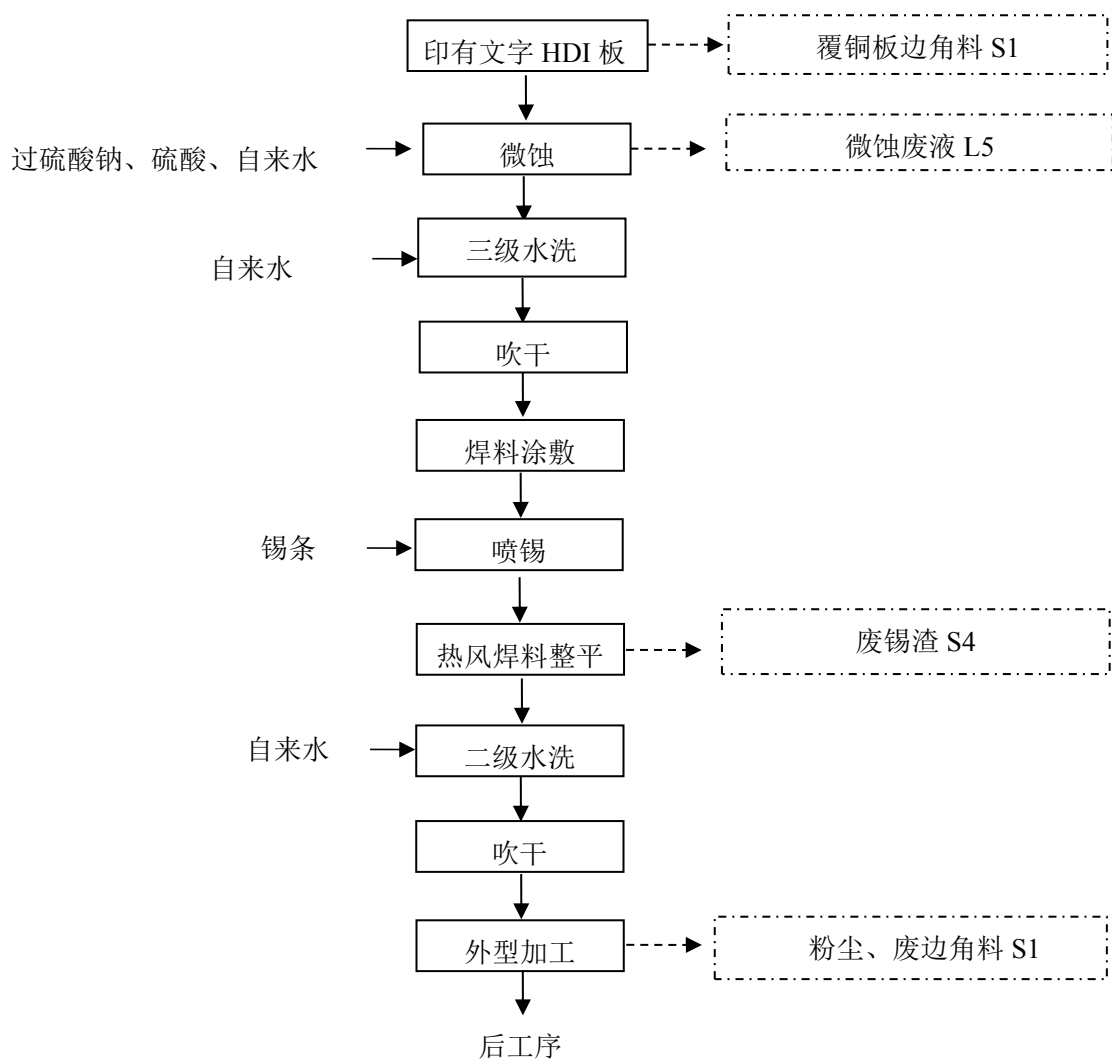 印有文字 HDI 板
覆铜板边角料 S1
过硫酸钠、硫酸、自来水
微蚀
微蚀废液 L5
自来水
三级水洗
吹干
焊料涂敷
锡条
喷锡
热风焊料整平
废锡渣 S4
自来水
二级水洗
吹干
外型加工
粉尘、废边角料 S1
后工序